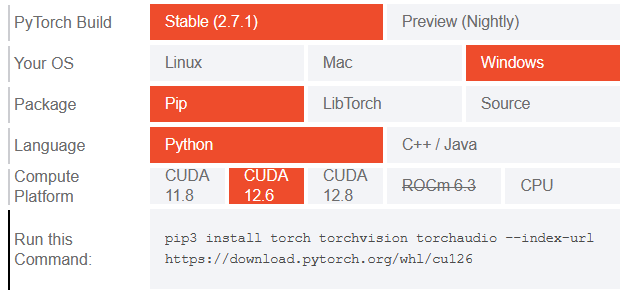 PyTorch Build
Stable (2.7.1)
Preview (Nightly)
Your OS
Linux
Mac
Windows
Package
Pip
LibTorch
Source
Language
Python
C++ / Java
Compute
Platform
CUDA
11.8
CUDA
12.6
CUDA
12.8
ROCm 6.3
CPU
Run this
Command:
pip3 install torch torchvision torchaudio --index-url
https://download.pytorch.org/whl/cu126